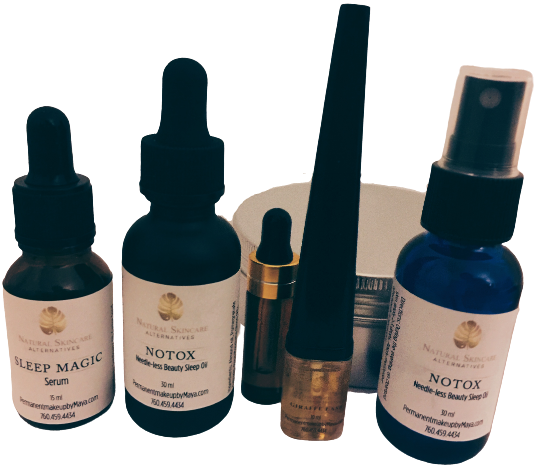 NATURAL SKINCARE
ALTERNATIVES
SLEEP MAGIC
Serum
15 ml
PermanentmakeupbyMaya.com
760.459.4434
NATURAL SKINCARE
ALTERNATIVES
NOTOX
Needle-less Beauty Sleep Oil
30 ml
PermanentmakeupbyMaya.com
760.459.4434
NATURAL SKINCARE
ALTERNATIVES
NOTOX
Needle-less Beauty Sleep Oil
30 ml
PermanentmakeupbyMaya.com
760.459.4434